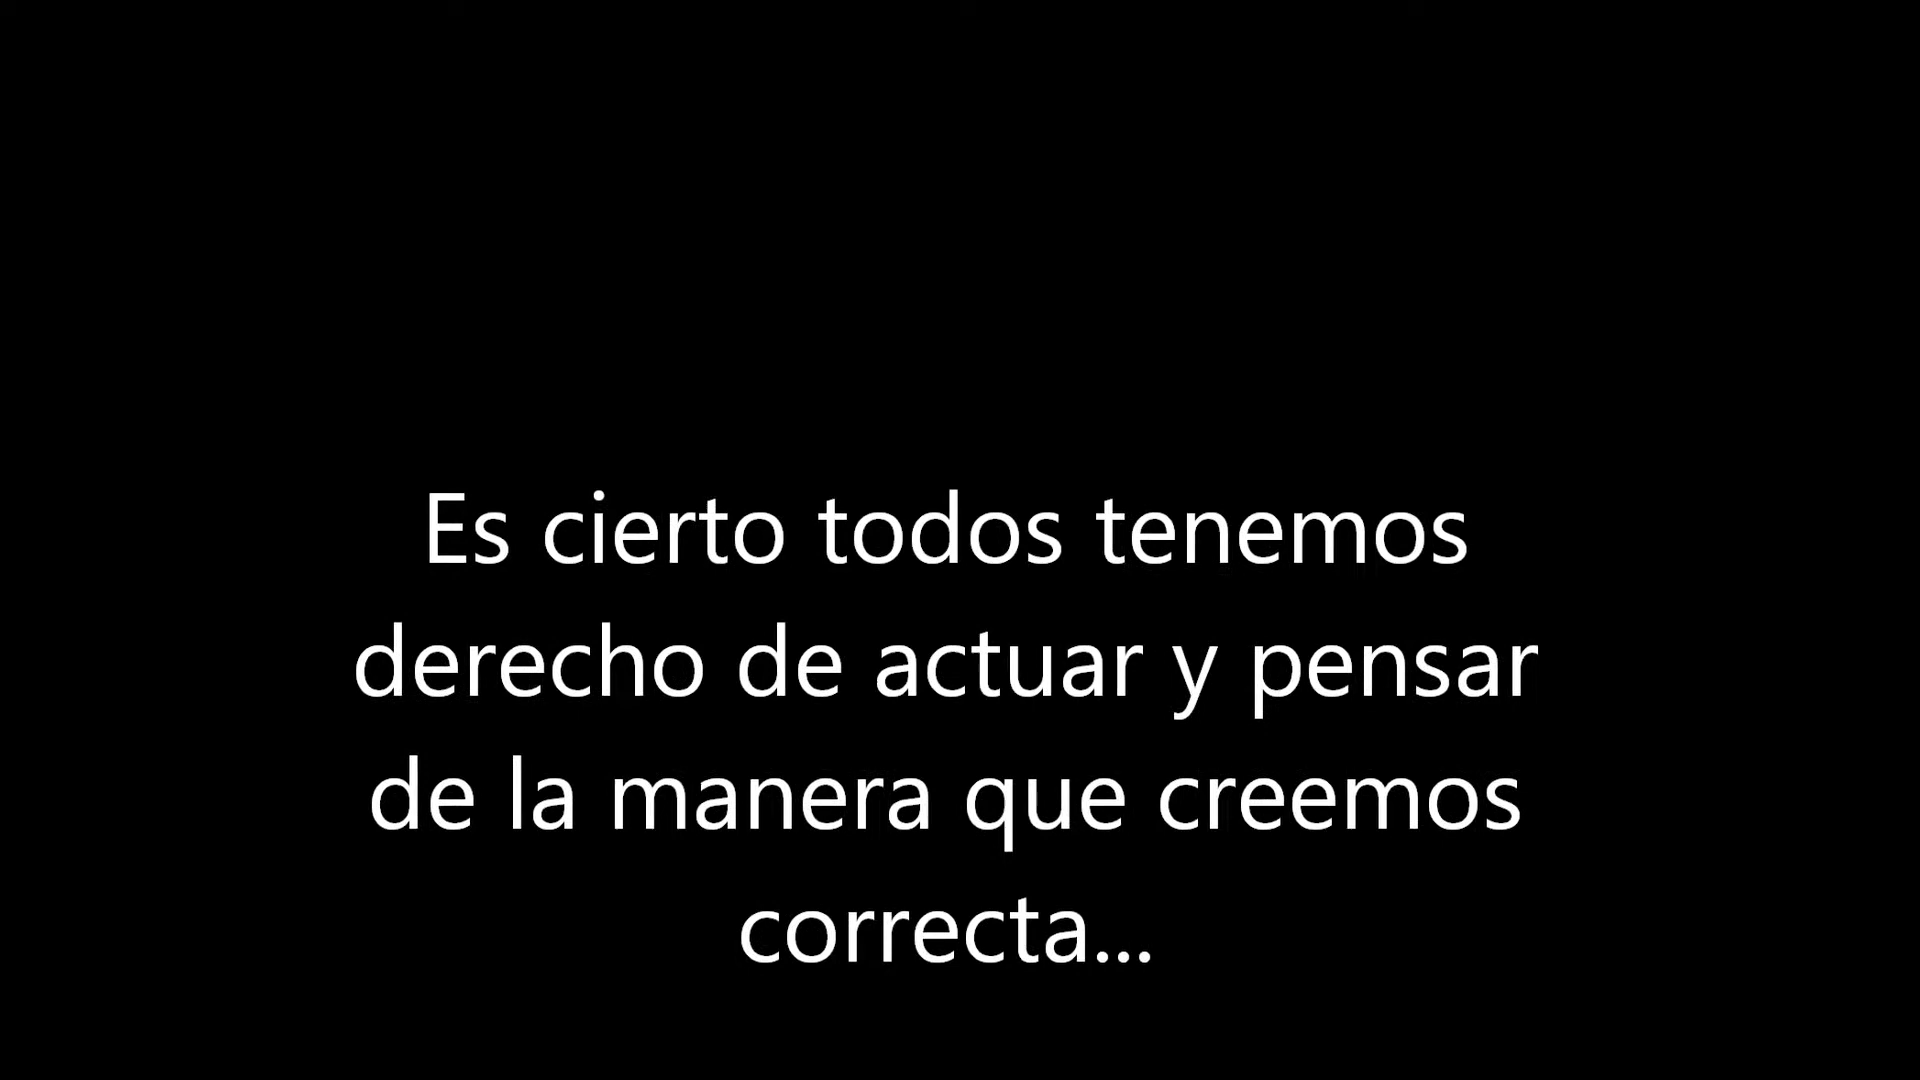 Es cierto todos tenemos
derecho de actuar y pensar
de la manera que creemos
correcta...